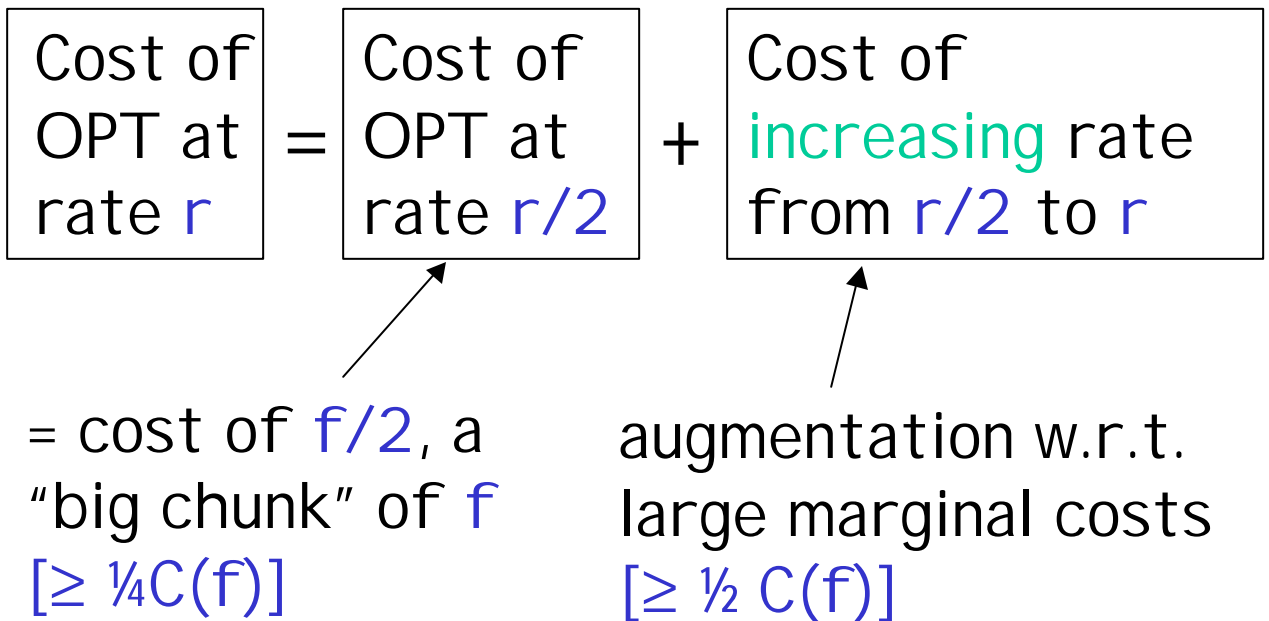 Cost of
OPT at
rate r
=
Cost of
OPT at
rate r/2
+
Cost of
increasing rate
from r/2 to r
= cost of f/2, a
“big chunk” of f
[≥ ¼C(f)]
augmentation w.r.t.
large marginal costs
[≥ ½ C(f)]